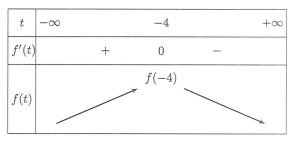 t −∞ −4 +∞
f′(t) + 0 −
f(−4)
f(t)